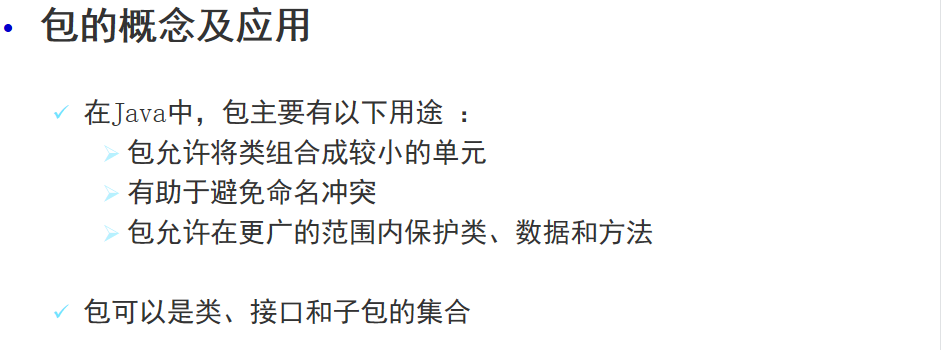 包的概念及应用
在Java中，包主要有以下用途 ：
包允许将类组合成较小的单元
有助于避免命名冲突
包允许在更广的范围内保护类、数据和方法
包可以是类、接口和子包的集合